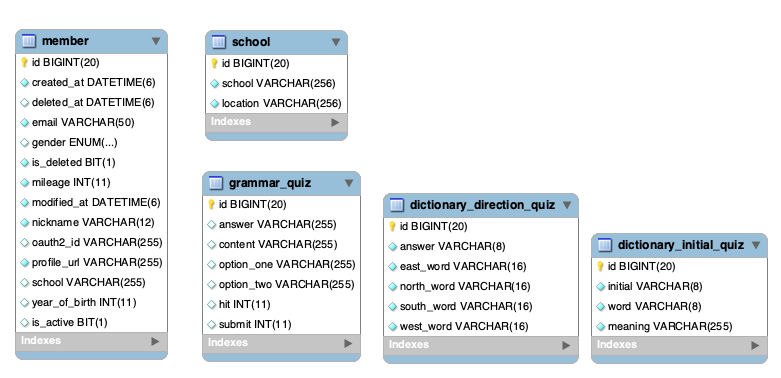 member
id BIGINT(20)
created_at DATETIME(6)
deleted_at DATETIME(6)
email VARCHAR(50)
gender ENUM(...)
is_deleted BIT(1)
mileage INT(11)
modified_at DATETIME(6)
nickname VARCHAR(12)
oauth2_id VARCHAR(255)
profile_url VARCHAR(255)
school VARCHAR(255)
year_of_birth INT(11)
is_active BIT(1)
Indexes
school
id BIGINT(20)
school VARCHAR(256)
location VARCHAR(256)
Indexes
grammar_quiz
id BIGINT(20)
answer VARCHAR(255)
content VARCHAR(255)
option_one VARCHAR(255)
option_two VARCHAR(255)
hit INT(11)
submit INT(11)
Indexes
dictionary_direction_quiz
id BIGINT(20)
answer VARCHAR(8)
east_word VARCHAR(16)
north_word VARCHAR(16)
south_word VARCHAR(16)
west_word VARCHAR(16)
Indexes
dictionary_initial_quiz
id BIGINT(20)
initial VARCHAR(8)
word VARCHAR(8)
meaning VARCHAR(255)
Indexes